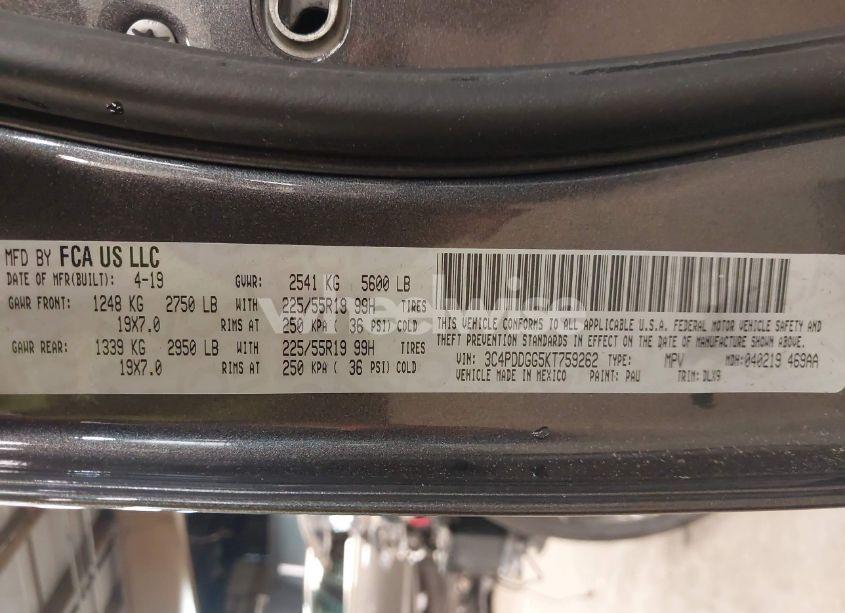 MFD BY FCA US LLC
DATE OF MFR(BUILT): 4-19 GVWR: 2541 KG 5600 LB
GAWR FRONT: 1248 KG 2750 LB WITH 225/55R19 99H TIRES
19X7.0 RIMS AT 250 KPA ( 36 PSI) COLD
GAWR REAR: 1339 KG 2950 LB WITH 225/55R19 99H TIRES
19X7.0 RIMS AT 250 KPA ( 36 PSI) COLD
THIS VEHICLE CONFORMS TO ALL APPLICABLE U.S.A. FEDERAL MOTOR VEHICLE SAFETY AND
THEFT PREVENTION STANDARDS IN EFFECT ON THE DATE OF MANUFACTURE SHOWN ABOVE.
VIN: 3C4PDDGG5KT759262 TYPE: MPV MDH: 040219 469AA
VEHICLE MADE IN MEXICO PAINT: PAU TRIM: DLX9